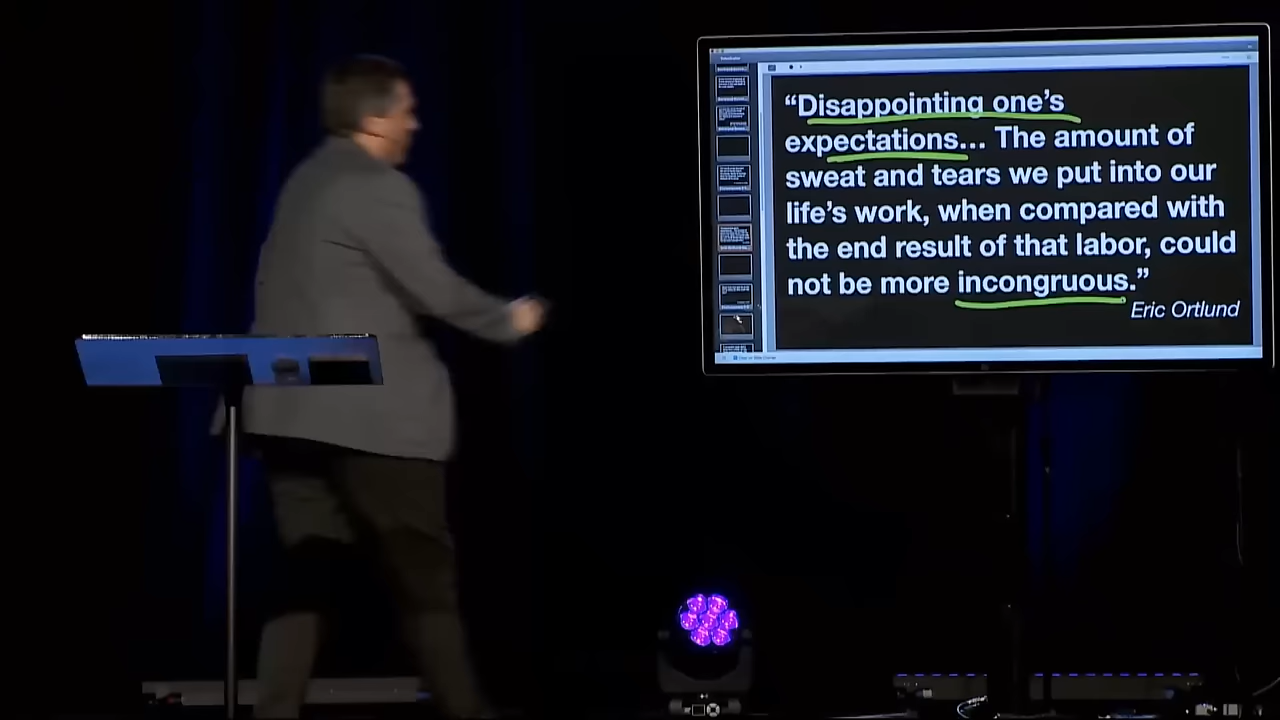 “Disappointing one’s
expectations... The amount of
sweat and tears we put into our
life’s work, when compared with
the end result of that labor, could
not be more incongruous.”
Eric Ortlund